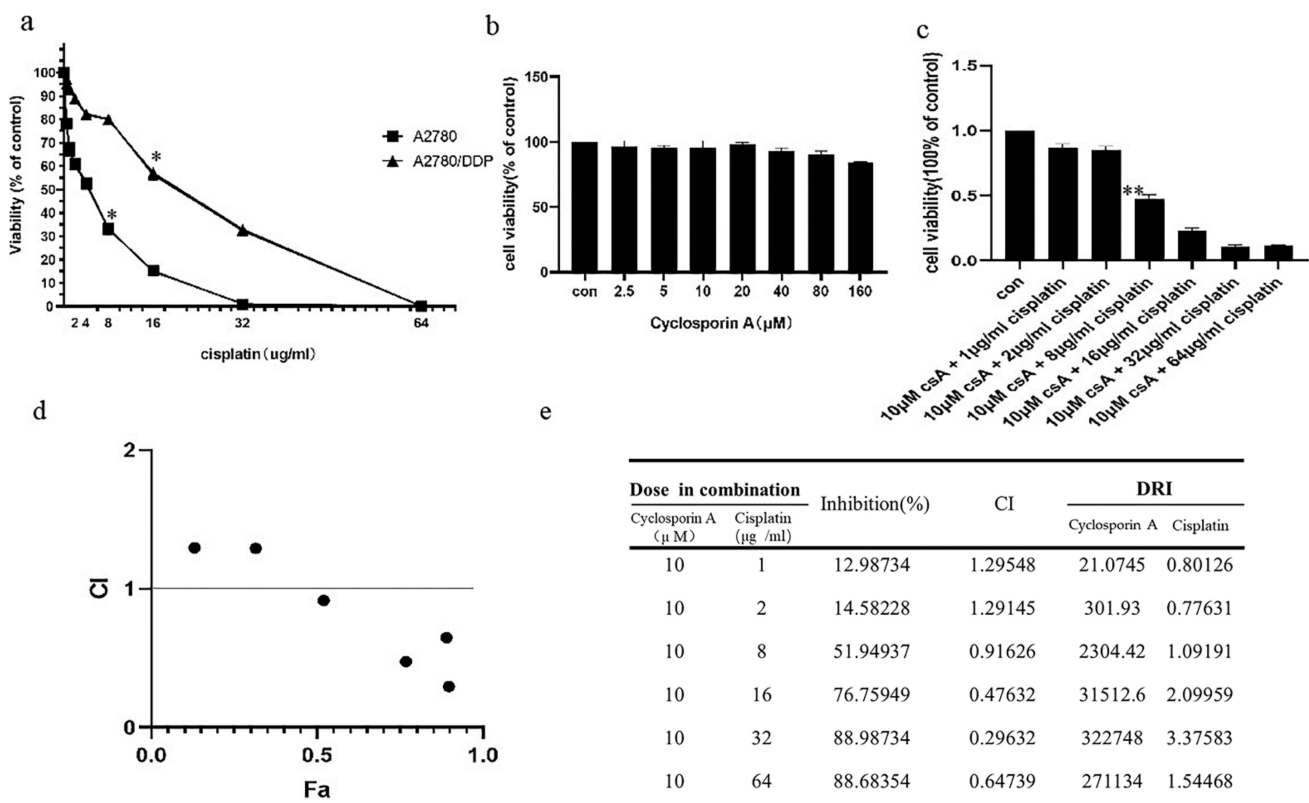 a
100
90
80
70
60
50
40
30
20
10
0
Viability (% of control)
*
*
A2780
A2780/DDP
2 4 8 16 32 64
cisplatin(ug/ml)
b
150
100
50
0
cell viability(% of control)
con 2.5 5 10 20 40 80 160
Cyclosporin A(μM)
c
1.5
1.0
0.5
0.0
cell viability(100% of control)
**
con
10μM csA + 1μg/ml cisplatin
10μM csA + 2μg/ml cisplatin
10μM csA + 8μg/ml cisplatin
10μM csA + 16μg/ml cisplatin
10μM csA + 32μg/ml cisplatin
10μM csA + 64μg/ml cisplatin
d
2
1
0
CI
0.0 0.5 1.0
Fa
e
Dose in combination Inhibition(%) CI DRI
Cyclosporin A Cisplatin Cyclosporin A Cisplatin
(μ M) (μg /ml)
10 1 12.98734 1.29548 21.0745 0.80126
10 2 14.58228 1.29145 301.93 0.77631
10 8 51.94937 0.91626 2304.42 1.09191
10 16 76.75949 0.47632 31512.6 2.09959
10 32 88.98734 0.29632 322748 3.37583
10 64 88.68354 0.64739 271134 1.54468